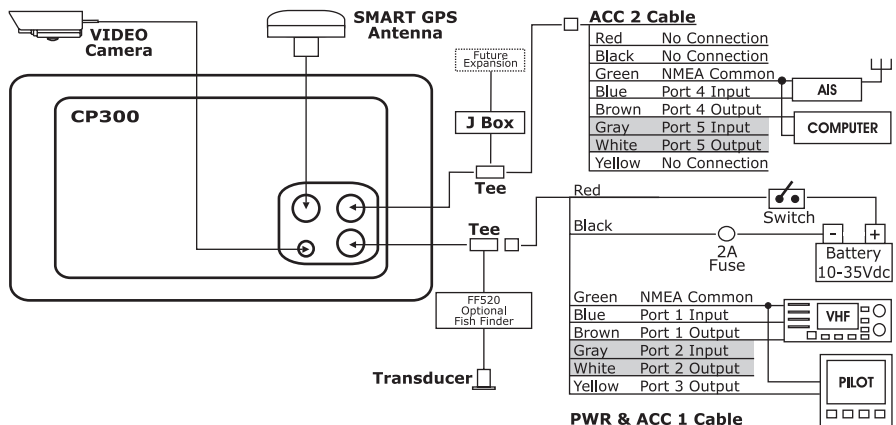 VIDEO
Camera
SMART GPS
Antenna
CP300
Future
Expansion
J Box
Tee
ACC 2 Cable
Red No Connection
Black No Connection
Green NMEA Common
Blue Port 4 Input
Brown Port 4 Output
Gray Port 5 Input
White Port 5 Output
Yellow No Connection
AIS
COMPUTER
Tee
FF520
Optional
Fish Finder
Transducer
Red
Switch
Black
2A
Fuse
- +
Battery
10-35Vdc
Green NMEA Common
Blue Port 1 Input
Brown Port 1 Output
Gray Port 2 Input
White Port 2 Output
Yellow Port 3 Output
VHF
PILOT
PWR & ACC 1 Cable